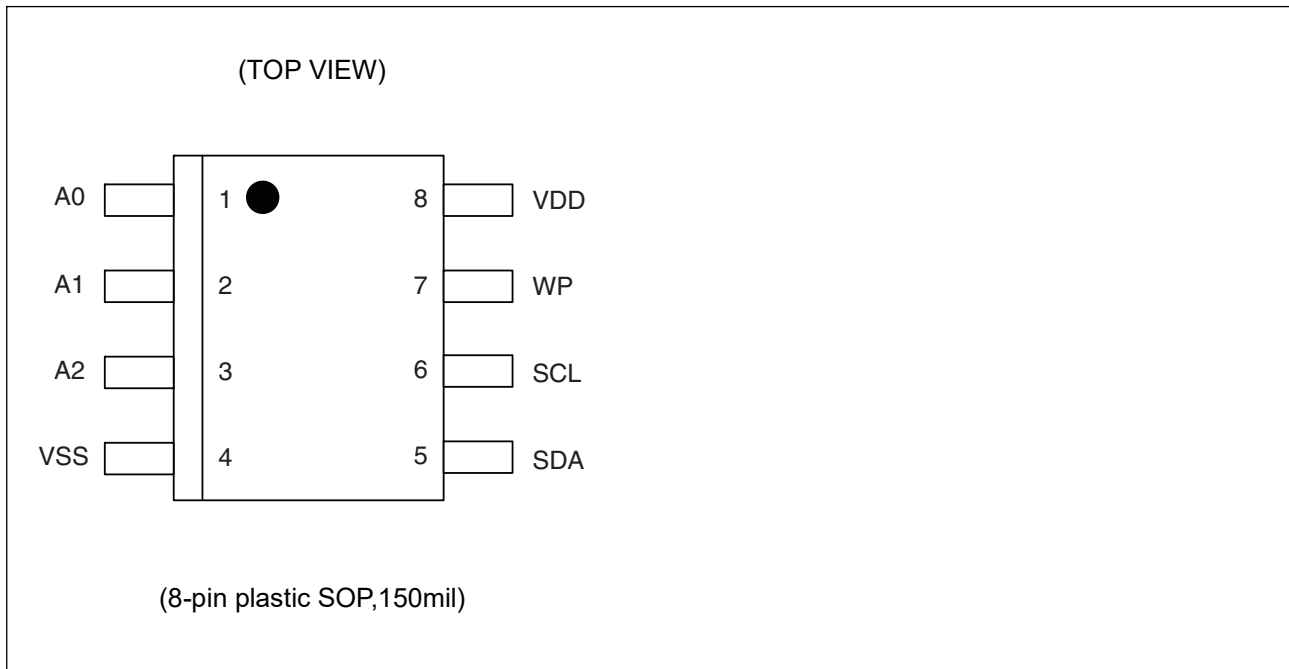 (TOP VIEW)
A0 1 8 VDD
A1 2 7 WP
A2 3 6 SCL
VSS 4 5 SDA
(8-pin plastic SOP,150mil)